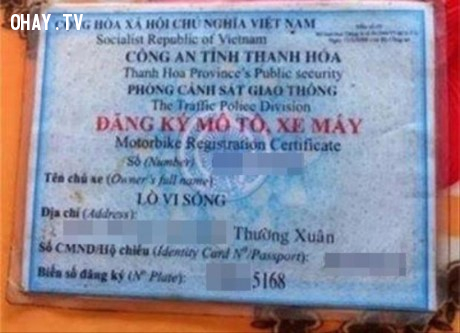 OHAY.TV
CỘNG HÒA XÃ HỘI CHỦ NGHĨA VIỆT NAM
Socialist Republic of Vietnam
CÔNG AN TỈNH THANH HÓA
Thanh Hoa Province's Public security
PHÒNG CẢNH SÁT GIAO THÔNG
The Traffic Police Division
ĐĂNG KÝ MÔ TÔ, XE MÁY
Motorbike Registration Certificate
Số (Number)
Tên chủ xe (Owner's full name):
LÒ VI SÓNG
Địa chỉ (Address):
Thường Xuân
Số CMND/Hộ chiếu (Identity Card Nº/Passport):
Biển số đăng ký (Nº Plate): 5168